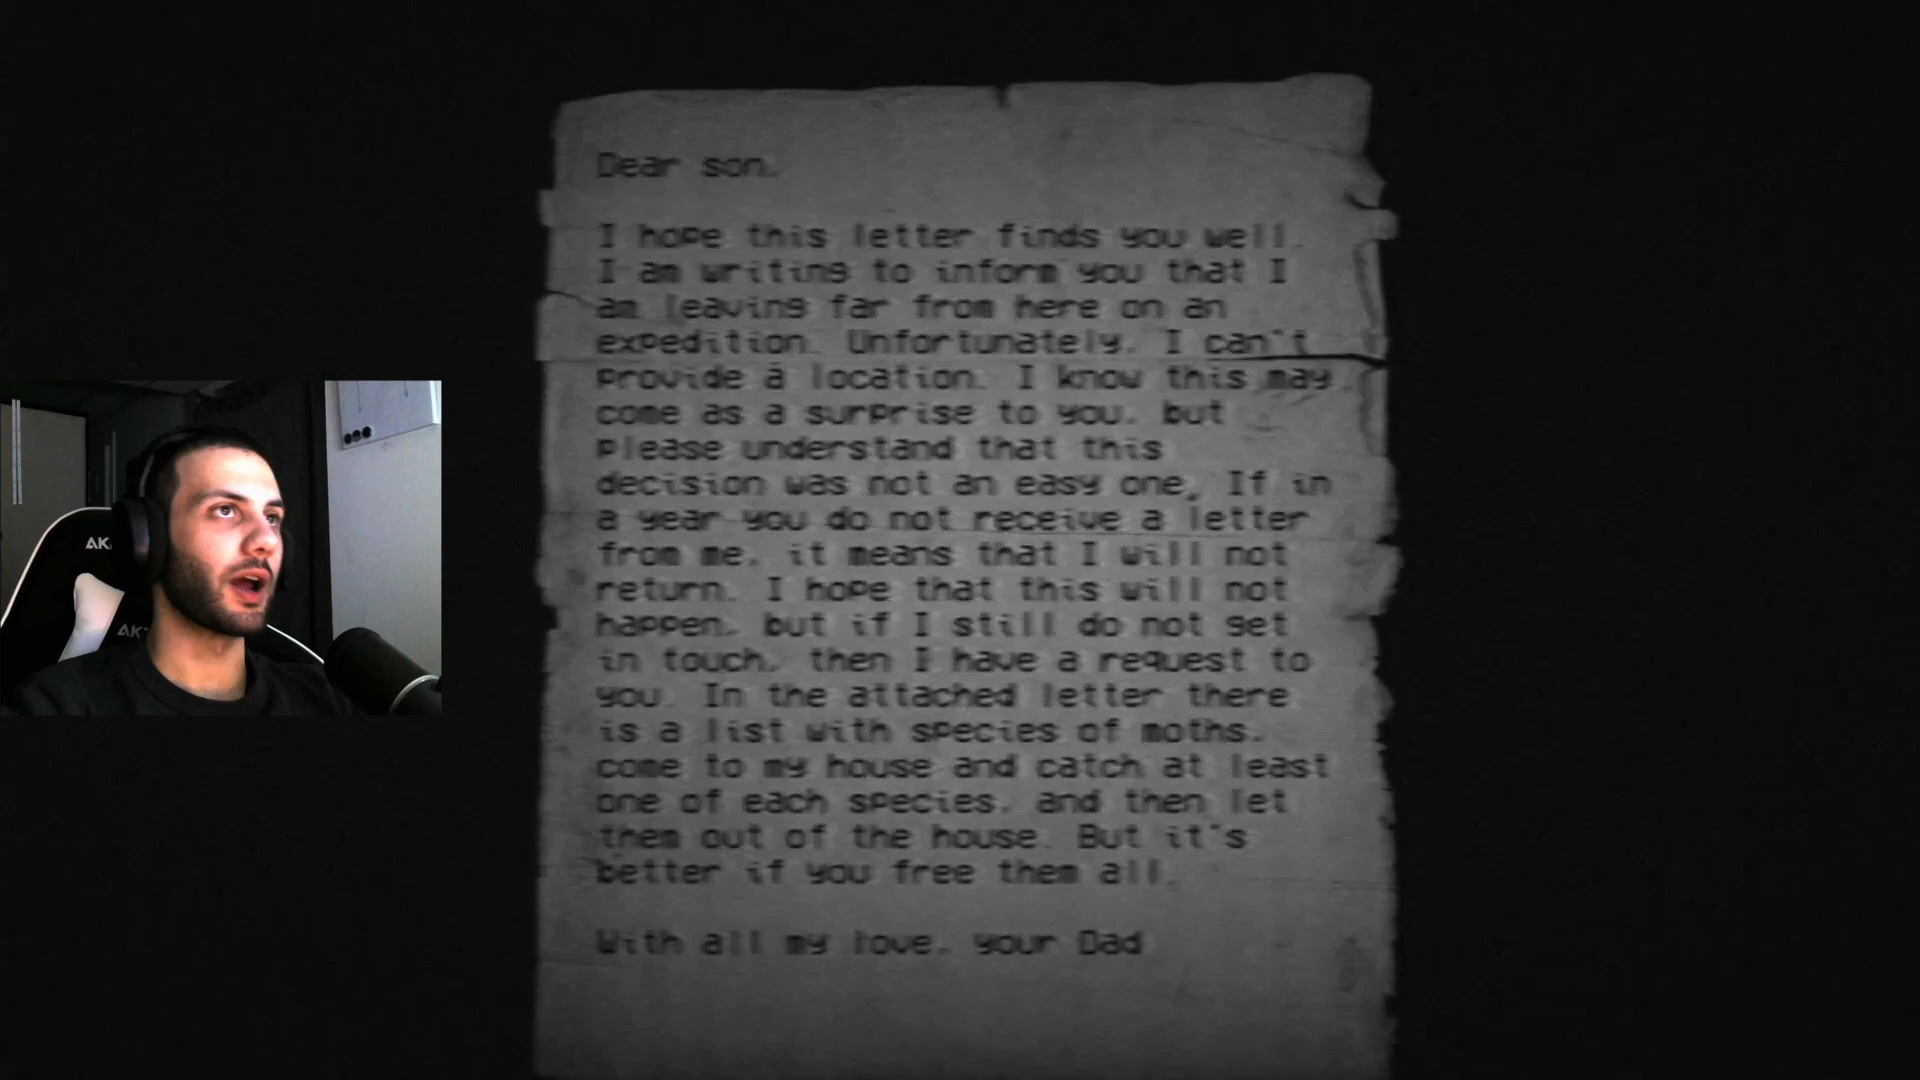 Dear son,
I hope this letter finds you well.
I am writing to inform you that I
am leaving far from here on an
expedition. Unfortunately, I can't
provide a location. I know this may
come as a surprise to you, but
please understand that this
decision was not an easy one, If in
a year you do not receive a letter
from me, it means that I will not
return. I hope that this will not
happen, but if I still do not get
in touch, then I have a request to
you. In the attached letter there
is a list with species of moths,
come to my house and catch at least
one of each species, and then let
them out of the house. But it's
better if you free them all.
With all my love, your Dad